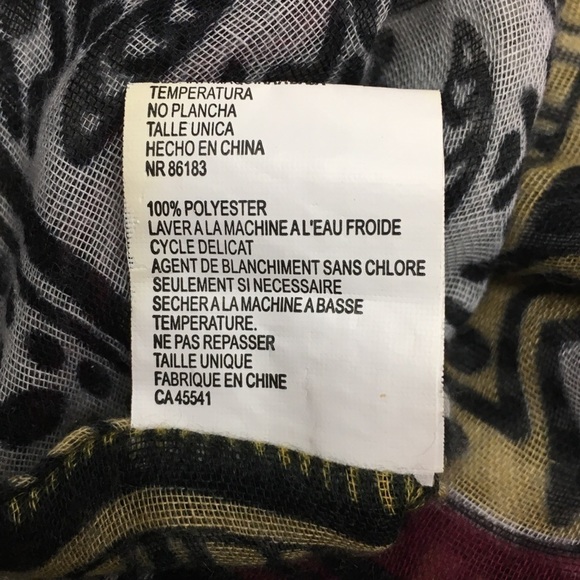 TEMPERATURA
NO PLANCHA
TALLE UNICA
HECHO EN CHINA
NR 86183
100% POLYESTER
LAVER A LA MACHINE A L'EAU FROIDE
CYCLE DELICAT
AGENT DE BLANCHIMENT SANS CHLORE
SEULEMENT SI NECESSAIRE
SECHER A LA MACHINE A BASSE
TEMPERATURE.
NE PAS REPASSER
TAILLE UNIQUE
FABRIQUE EN CHINE
CA 45541